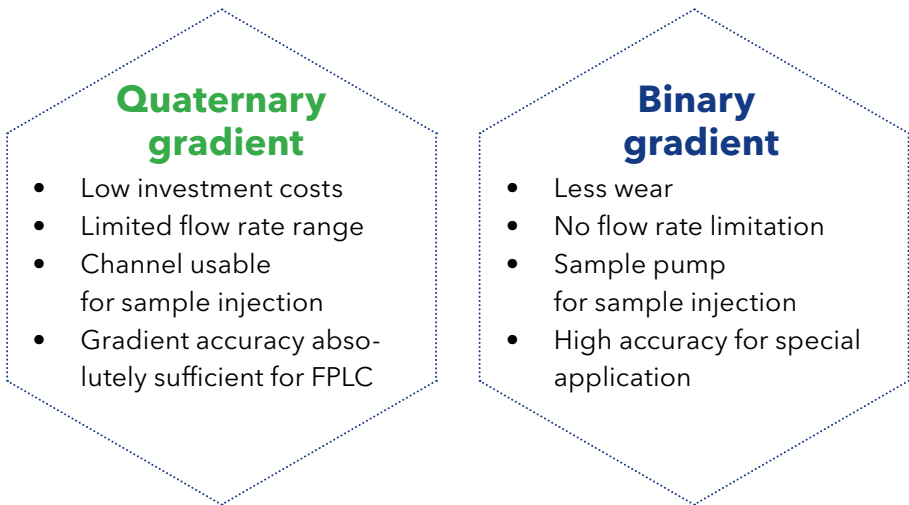 Quaternary
gradient
• Low investment costs
• Limited flow rate range
• Channel usable
for sample injection
• Gradient accuracy abso-
lutely sufficient for FPLC
Binary
gradient
• Less wear
• No flow rate limitation
• Sample pump
for sample injection
• High accuracy for special
application